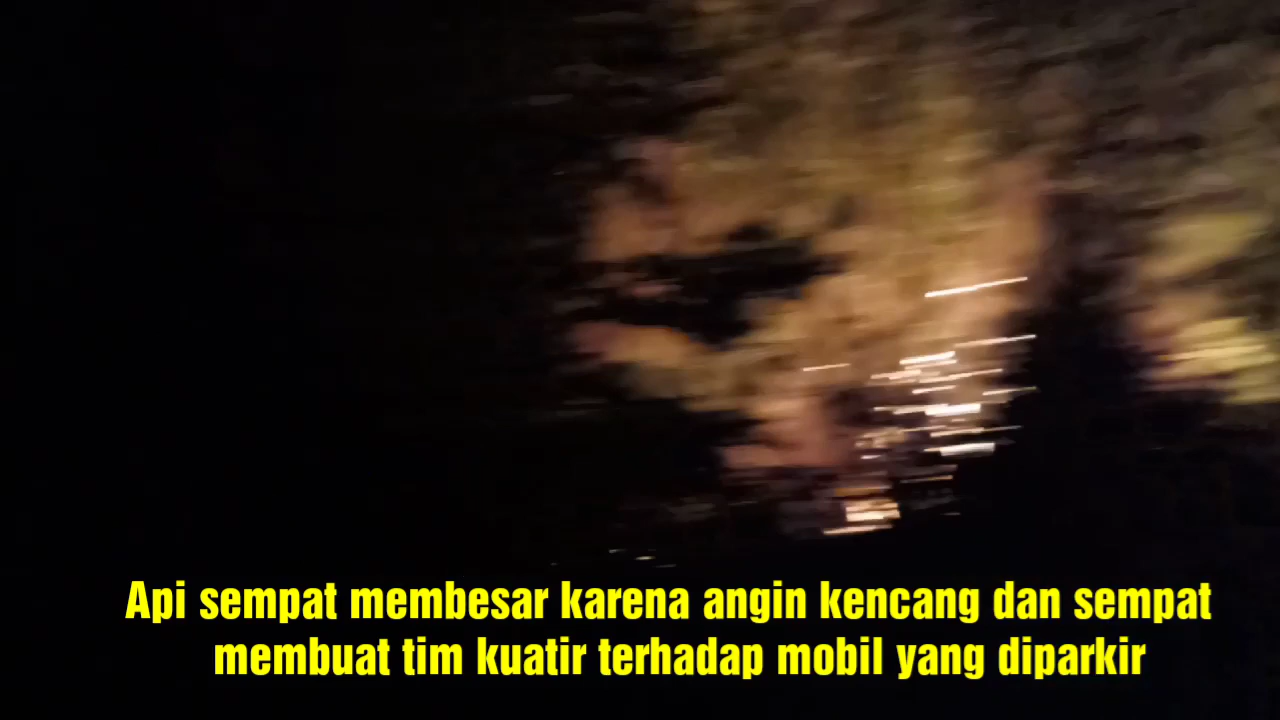 Api sempat membesar karena angin kencang dan sempat
membuat tim kuatir terhadap mobil yang diparkir